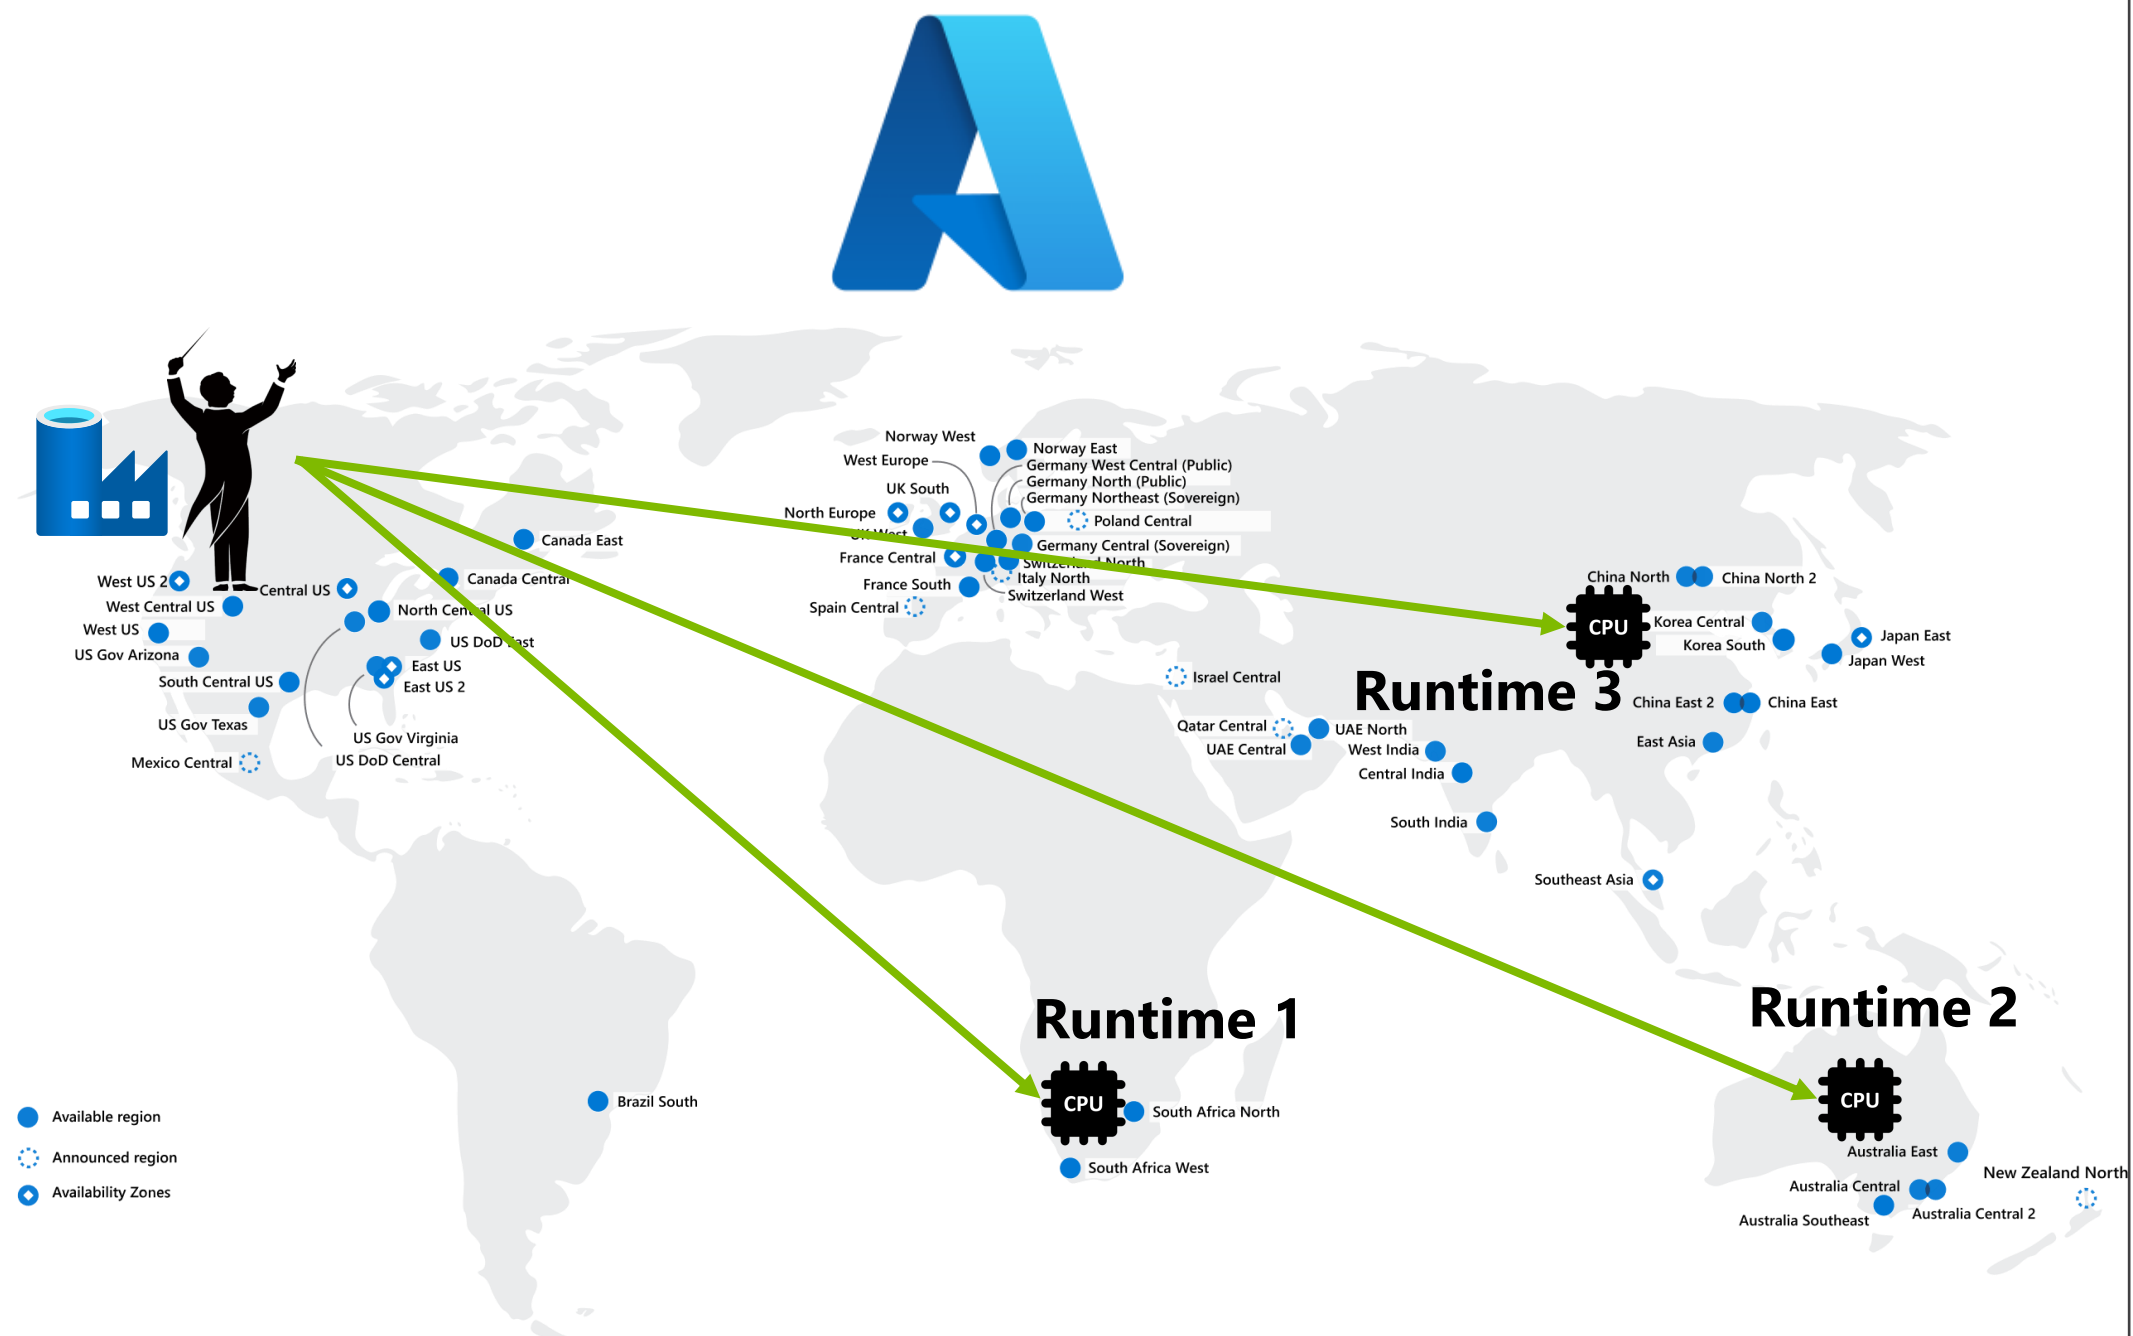 Norway West
Norway East
West Europe
Germany West Central (Public)
Germany North (Public)
UK South
Germany Northeast (Sovereign)
North Europe
Poland Central
UK West
Canada East
Germany Central (Sovereign)
France Central
Switzerland North
Canada Central
Italy North
West US 2
Central US
France South
Switzerland West
China North
China North 2
West Central US
North Central US
Spain Central
CPU
Korea Central
West US
US DoD East
Korea South
Japan East
US Gov Arizona
East US
Japan West
South Central US
East US 2
Israel Central
Runtime 3
China East 2
China East
US Gov Texas
US Gov Virginia
Qatar Central
UAE North
UAE Central
West India
East Asia
Mexico Central
US DoD Central
Central India
South India
Southeast Asia
Runtime 1
Runtime 2
CPU
CPU
Brazil South
South Africa North
Available region
Announced region
Availability Zones
South Africa West
Australia East
New Zealand North
Australia Central
Australia Southeast
Australia Central 2